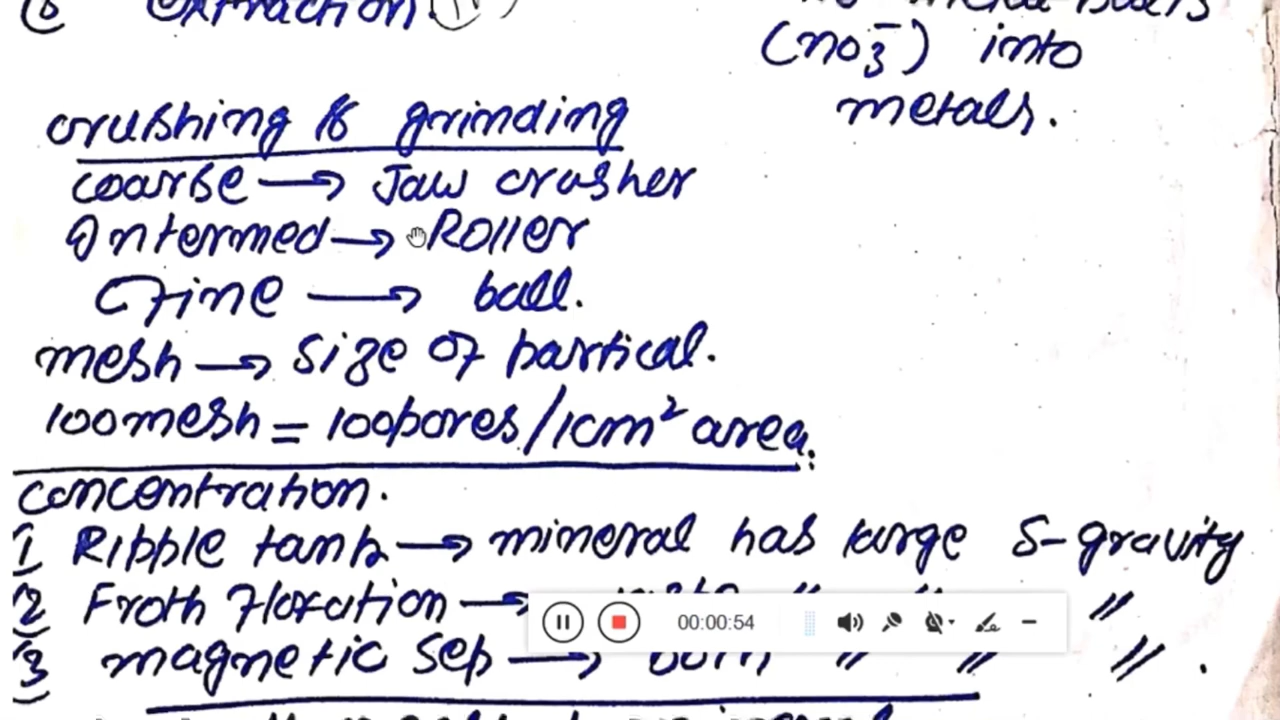 Extraction.
(no3-) into
metals.
crushing & grinding
coarse → Jaw crusher
Intermed → Roller
Fine → ball.
mesh → Size of partical.
100mesh = 100pores/1cm² area.
concentration.
1 Ripple tank → mineral has large S-gravity
2 Froth Flotation → " " "
3 magnetic sep → both " " " .
00:00:54